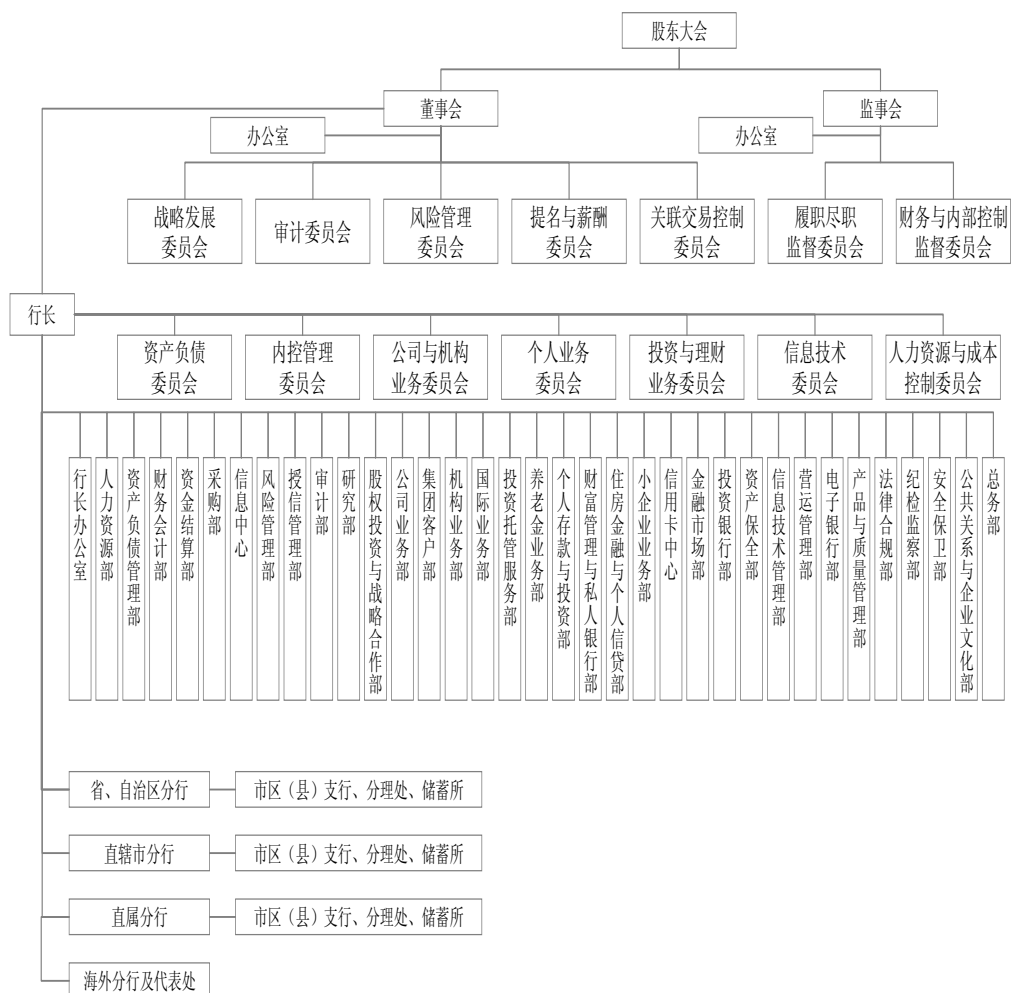 股东大会
董事会
监事会
办公室
办公室
战略发展
委员会
审计委员会
风险管理
委员会
提名与薪酬
委员会
关联交易控制
委员会
履职尽职
监督委员会
财务与内部控制
监督委员会
行长
资产负债
委员会
内控管理
委员会
公司与机构
业务委员会
个人业务
委员会
投资与理财
业务委员会
信息技术
委员会
人力资源与成本
控制委员会
行长办公室
人力资源部
资产负债管理部
财务会计部
资金结算部
采购部
信息中心
风险管理部
授信管理部
审计部
研究部
股权投资与战略合作部
公司业务部
集团客户部
机构业务部
国际业务部
投资托管服务部
养老金业务部
个人存款与投资部
财富管理与私人银行部
住房金融与个人信贷部
小企业业务部
信用卡中心
金融市场部
投资银行部
资产保全部
信息技术管理部
营运管理部
电子银行部
产品与质量管理部
法律合规部
纪检监察部
安全保卫部
公共关系与企业文化部
总务部
省、自治区分行
市区（县）支行、分理处、储蓄所
直辖市分行
市区（县）支行、分理处、储蓄所
直属分行
市区（县）支行、分理处、储蓄所
海外分行及代表处